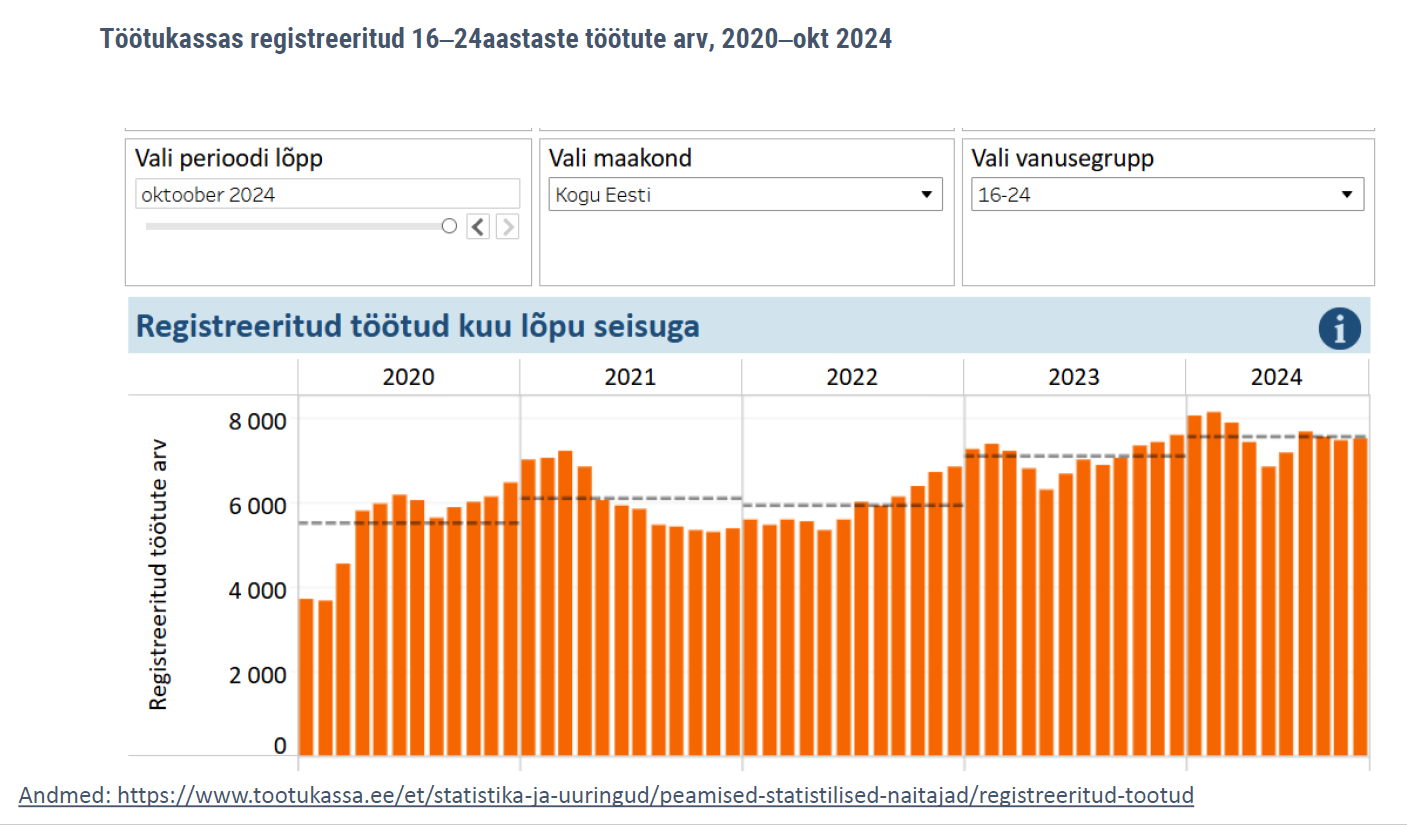 Töötukassas registreeritud 16–24aastaste töötute arv, 2020–okt 2024
Vali perioodi lõpp
oktoober 2024
Vali maakond
Kogu Eesti
Vali vanusegrupp
16-24
Registreeritud töötud kuu lõpu seisuga
i
2020 2021 2022 2023 2024
Registreeritud töötute arv
8 000
6 000
4 000
2 000
0
Andmed: https://www.tootukassa.ee/et/statistika-ja-uuringud/peamised-statistilised-naitajad/registreeritud-tootud